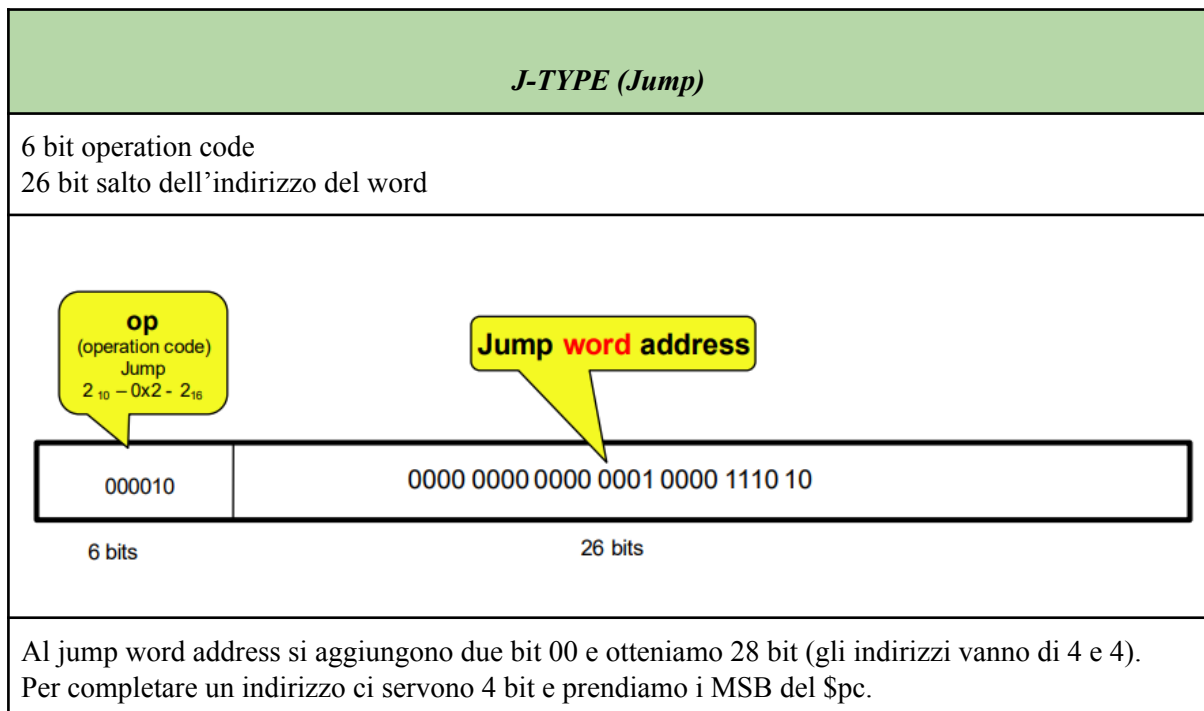 J-TYPE (Jump)
6 bit operation code
26 bit salto dell’indirizzo del word
op
(operation code)
Jump
2 10 – 0x2 - 2 16
Jump word address
000010
0000 0000 0000 0001 0000 1110 10
6 bits
26 bits
Al jump word address si aggiungono due bit 00 e otteniamo 28 bit (gli indirizzi vanno di 4 e 4).
Per completare un indirizzo ci servono 4 bit e prendiamo i MSB del $pc.